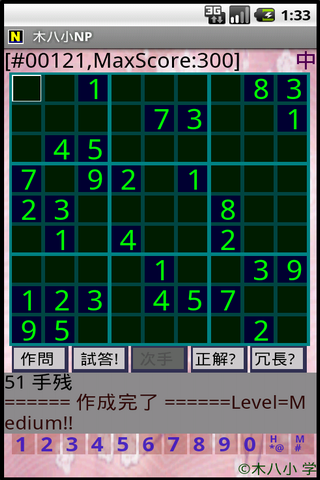 3G 1:33
N 木八小NP
[#00121,MaxScore:300] 中
1 8 3
7 3 1
4 5
7 9 2 1
2 3 8
1 4 2
1 3 9
1 2 3 4 5 7
9 5 2
作問 試答! 次手 正解? 冗長?
51 手残
====== 作成完了 ======Level=M
edium!!
1 2 3 4 5 6 7 8 9 0 H*@ M#
©木八小 学